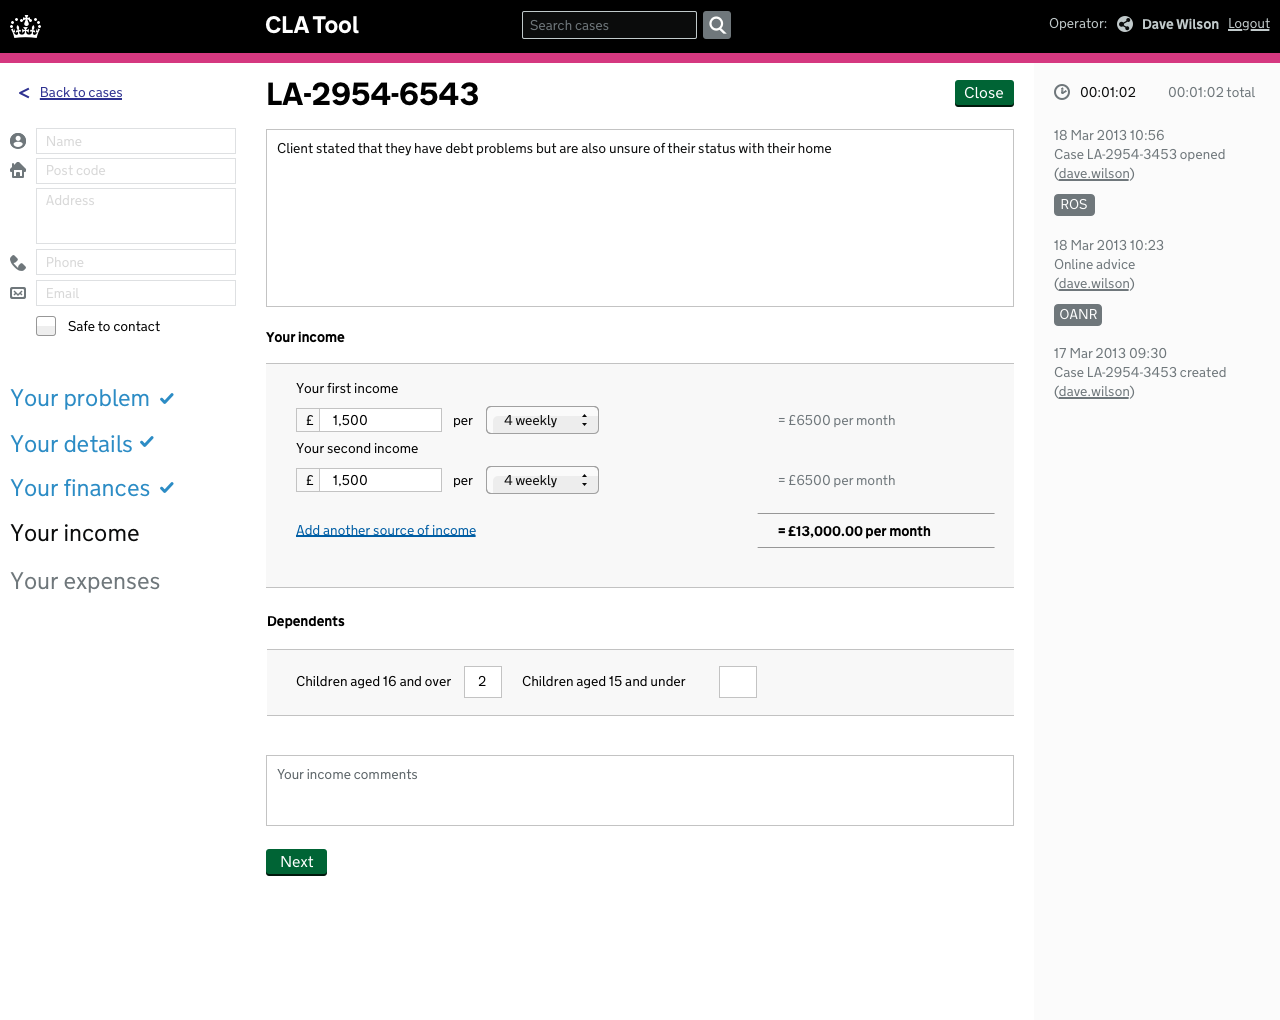 CLA Tool
Search cases
Operator: Dave Wilson Logout
< Back to cases
Name
Post code
Address
Phone
Email
Safe to contact
Your problem
Your details
Your finances
Your income
Your expenses
LA-2954-6543
Close
Client stated that they have debt problems but are also unsure of their status with their home
Your income
Your first income
£ 1,500 per 4 weekly = £6500 per month
Your second income
£ 1,500 per 4 weekly = £6500 per month
Add another source of income = £13,000.00 per month
Dependents
Children aged 16 and over 2 Children aged 15 and under
Your income comments
Next
00:01:02 00:01:02 total
18 Mar 2013 10:56
Case LA-2954-3453 opened
(dave.wilson)
ROS
18 Mar 2013 10:23
Online advice
(dave.wilson)
OANR
17 Mar 2013 09:30
Case LA-2954-3453 created
(dave.wilson)